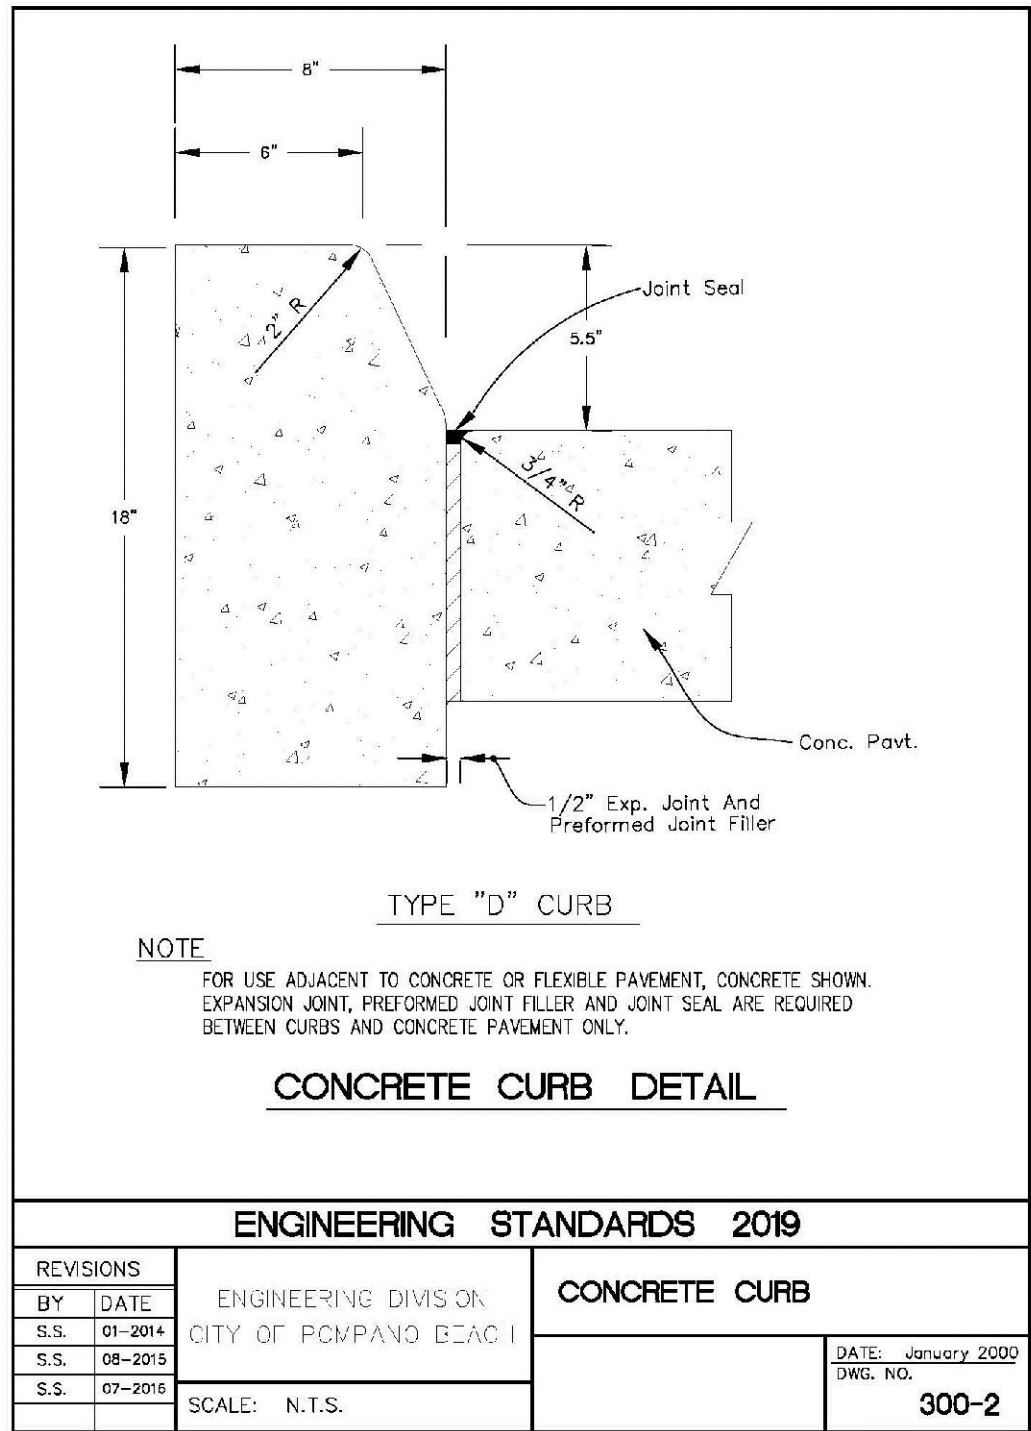 8"
6"
Joint Seal
2" R
5.5"
3/4" R
18"
Conc. Pavt.
1/2" Exp. Joint And
Preformed Joint Filler
TYPE "D" CURB
NOTE
FOR USE ADJACENT TO CONCRETE OR FLEXIBLE PAVEMENT, CONCRETE SHOWN.
EXPANSION JOINT, PREFORMED JOINT FILLER AND JOINT SEAL ARE REQUIRED
BETWEEN CURBS AND CONCRETE PAVEMENT ONLY.
CONCRETE CURB DETAIL
ENGINEERING STANDARDS 2019
REVISIONS
BY DATE
S.S. 01-2014
S.S. 08-2015
S.S. 07-2016
ENGINEERING DIVISION
CITY OF POMPANO BEACH
SCALE: N.T.S.
CONCRETE CURB
DATE: January 2000
DWG. NO.
300-2